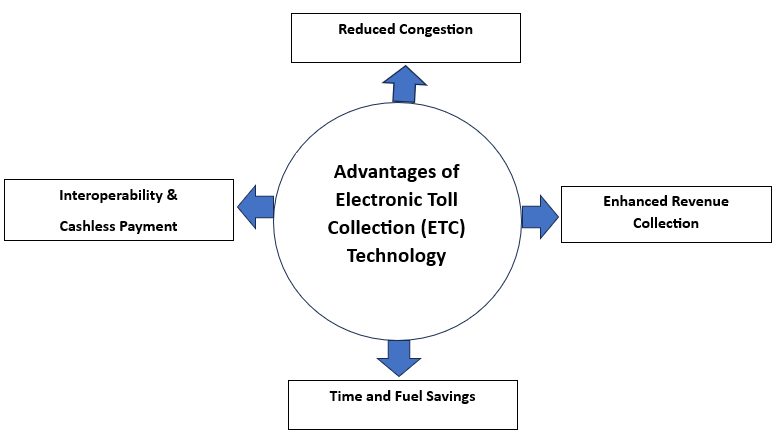 Reduced Congestion
Advantages of
Electronic Toll
Collection (ETC)
Technology
Interoperability &
Cashless Payment
Enhanced Revenue
Collection
Time and Fuel Savings